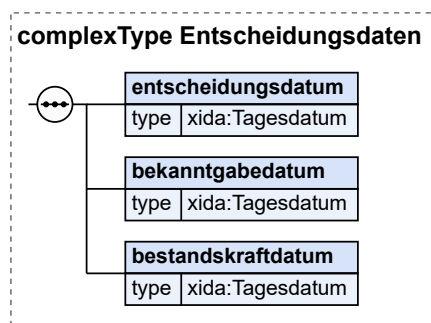 complexType Entscheidungsdaten
entscheidungsdatum
type xida:Tagesdatum
bekanntgabedatum
type xida:Tagesdatum
bestandskraftdatum
type xida:Tagesdatum